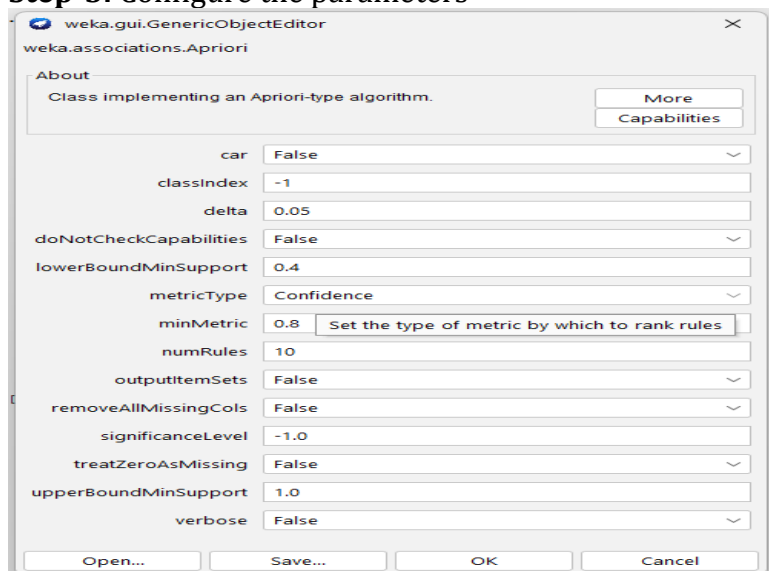 Step-3: Configure the parameters
weka.gui.GenericObjectEditor
weka.associations.Apriori
About
Class implementing an Apriori-type algorithm.
More
Capabilities
car False
classIndex -1
delta 0.05
doNotCheckCapabilities False
lowerBoundMinSupport 0.4
metricType Confidence
minMetric 0.8 Set the type of metric by which to rank rules
numRules 10
outputItemSets False
removeAllMissingCols False
significanceLevel -1.0
treatZeroAsMissing False
upperBoundMinSupport 1.0
verbose False
Open... Save... OK Cancel